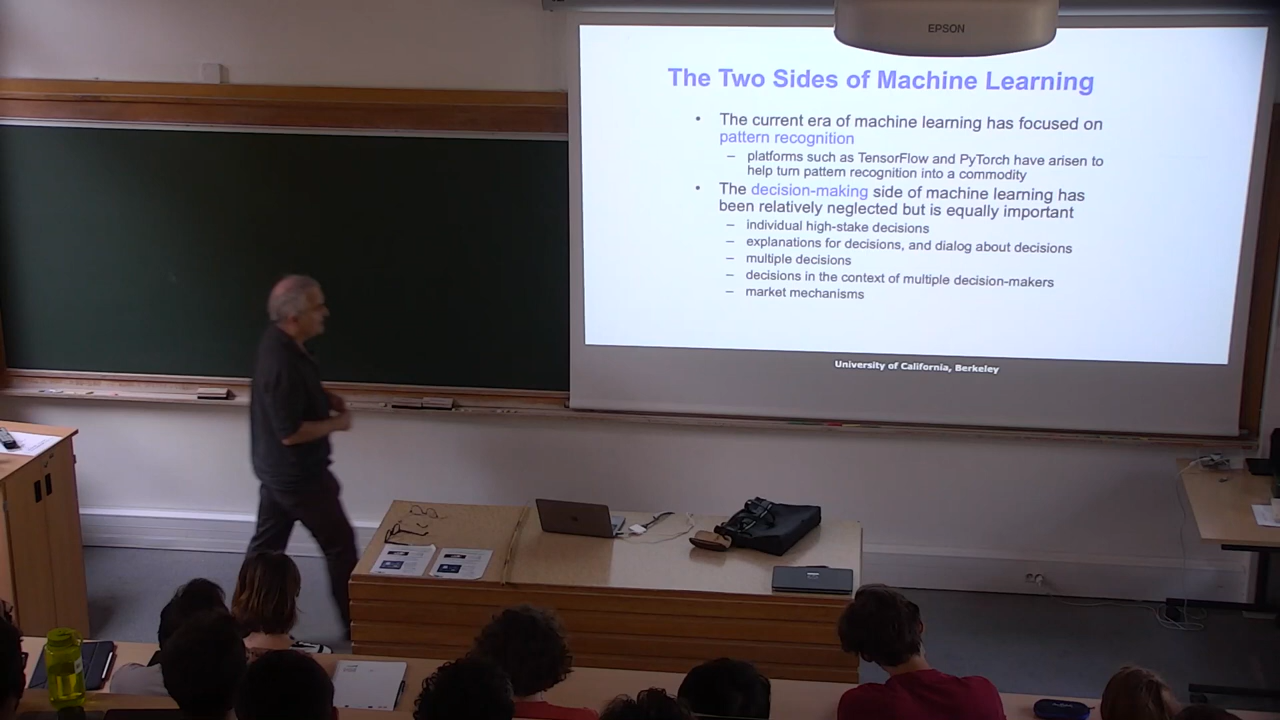 EPSON
The Two Sides of Machine Learning
• The current era of machine learning has focused on
pattern recognition
– platforms such as TensorFlow and PyTorch have arisen to
help turn pattern recognition into a commodity
• The decision-making side of machine learning has
been relatively neglected but is equally important
– individual high-stake decisions
– explanations for decisions, and dialog about decisions
– multiple decisions
– decisions in the context of multiple decision-makers
– market mechanisms
University of California, Berkeley